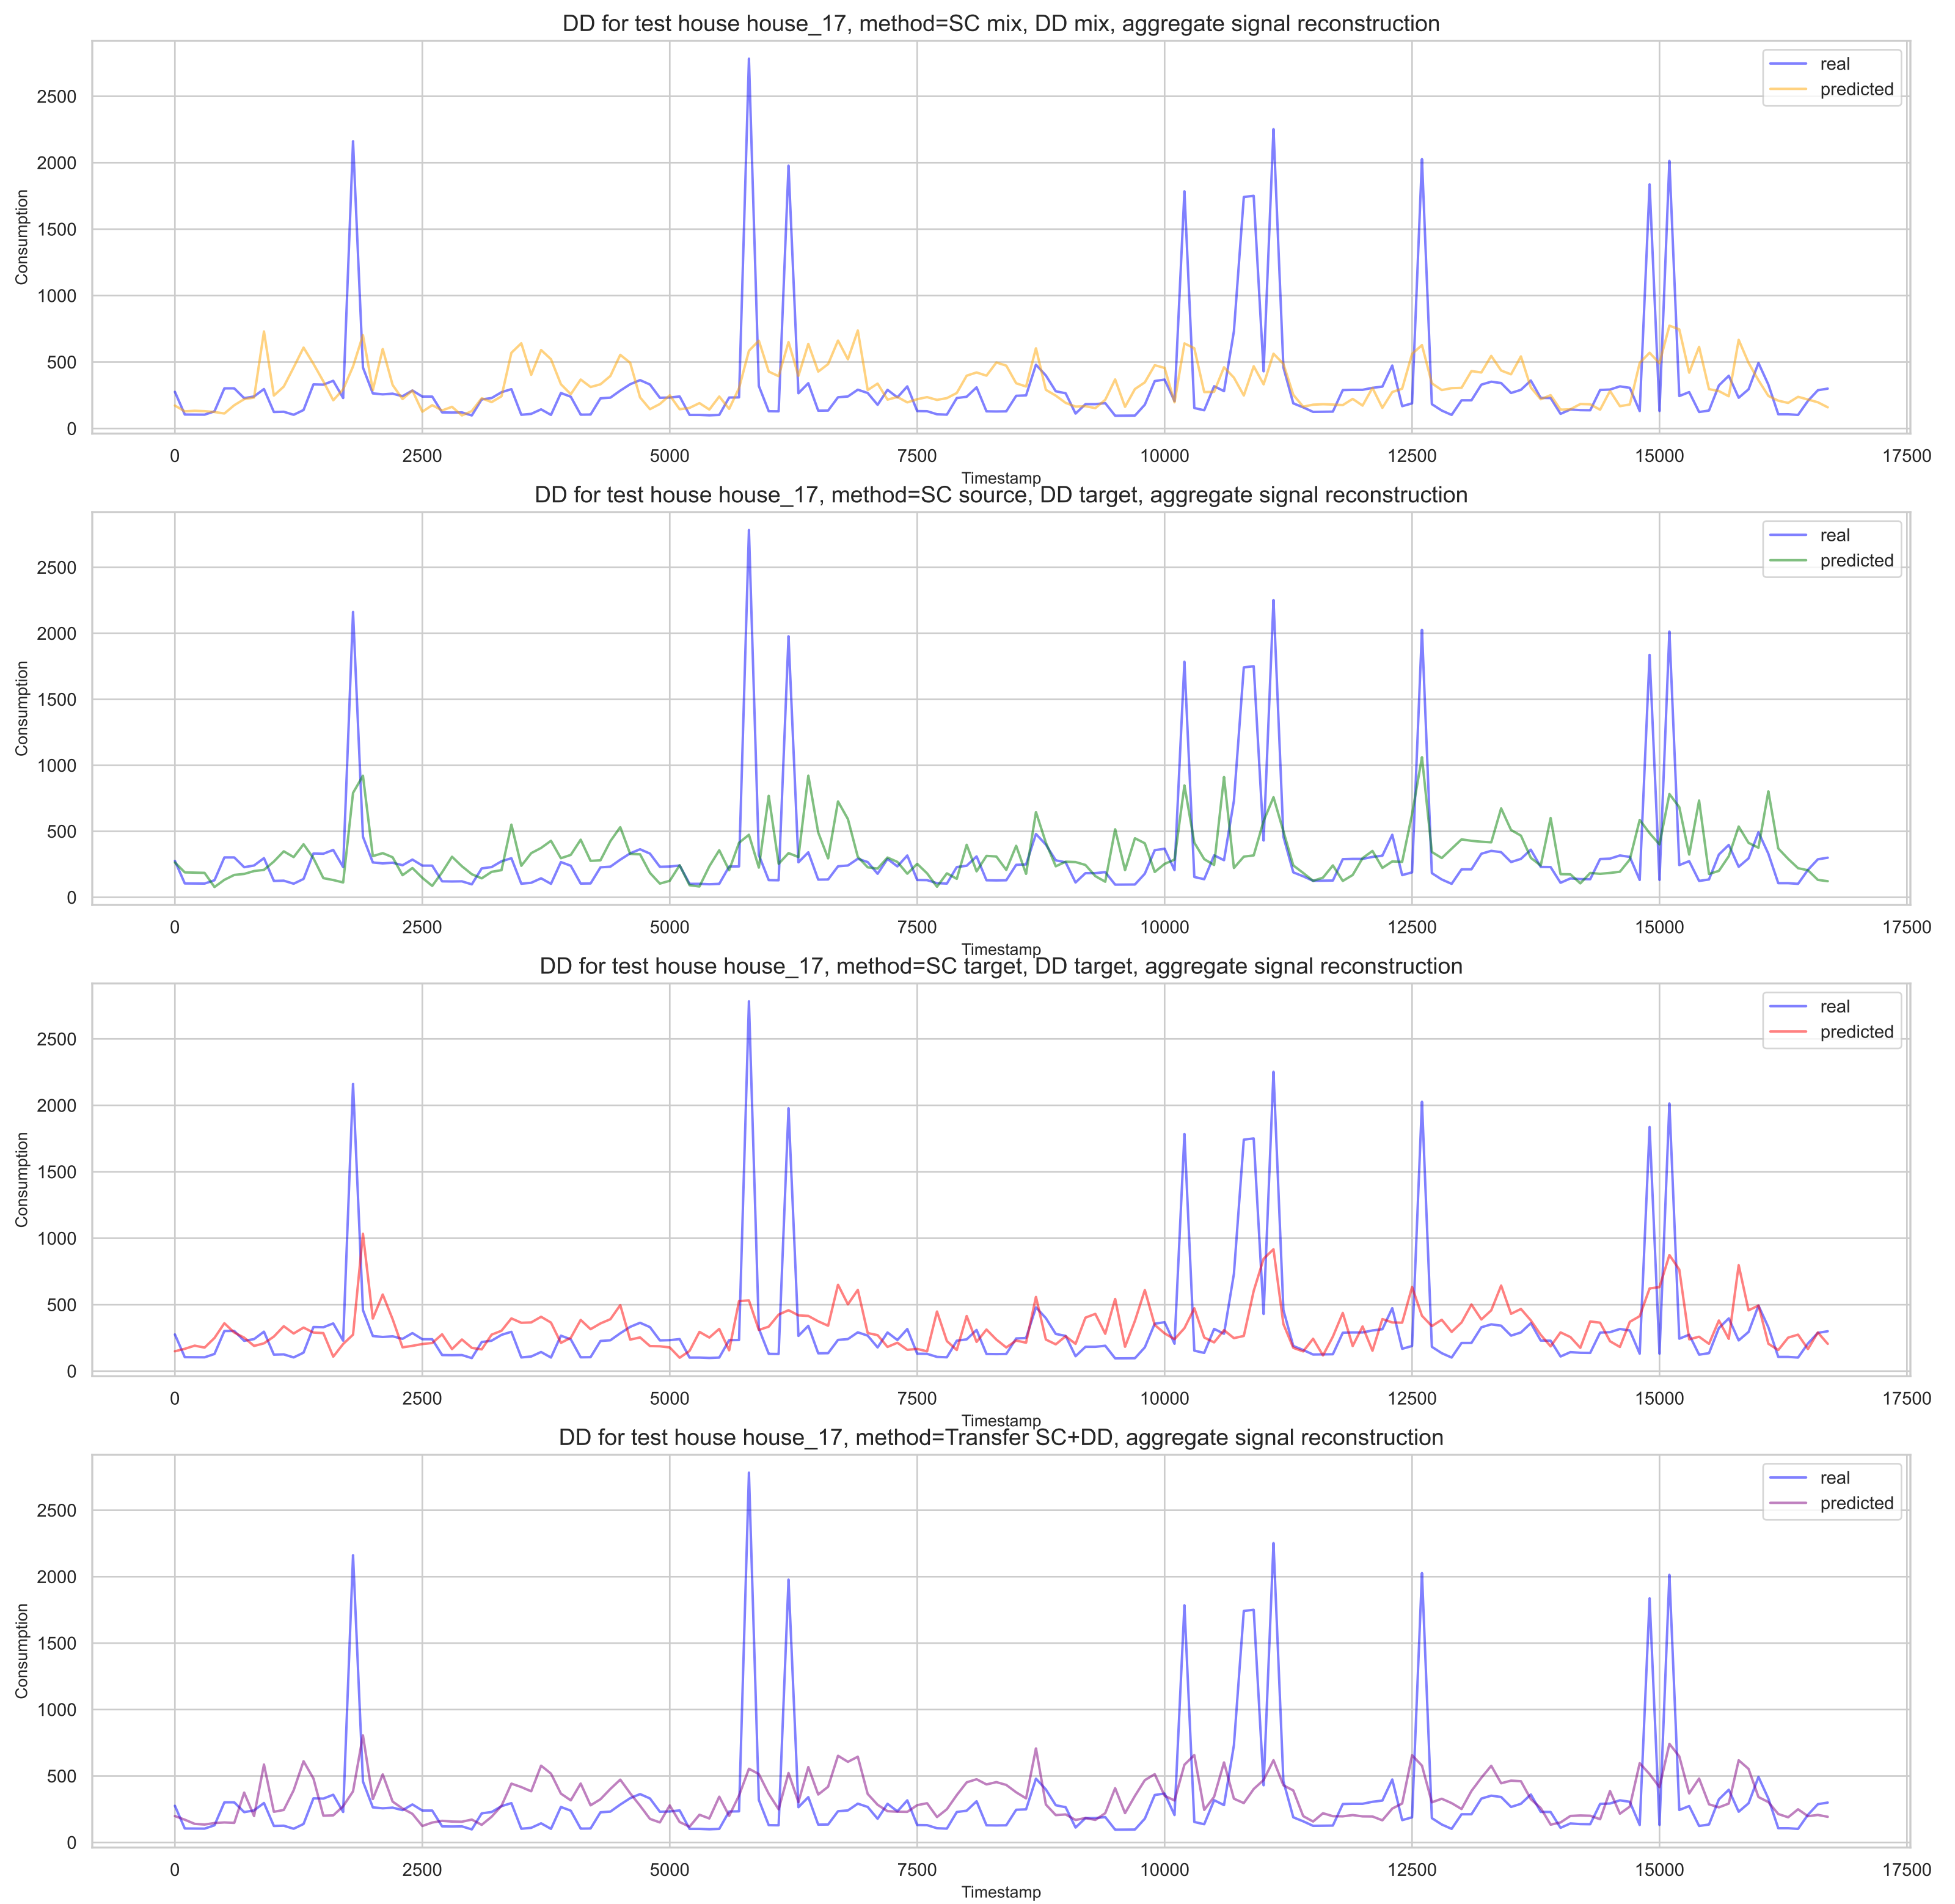 DD for test house house_17, method=SC mix, DD mix, aggregate signal reconstruction
real
predicted
2500
2000
1500
1000
500
0
Consumption
0 2500 5000 7500 10000 12500 15000 17500
Timestamp
DD for test house house_17, method=SC source, DD target, aggregate signal reconstruction
real
predicted
2500
2000
1500
1000
500
0
Consumption
0 2500 5000 7500 10000 12500 15000 17500
Timestamp
DD for test house house_17, method=SC target, DD target, aggregate signal reconstruction
real
predicted
2500
2000
1500
1000
500
0
Consumption
0 2500 5000 7500 10000 12500 15000 17500
Timestamp
DD for test house house_17, method=Transfer SC+DD, aggregate signal reconstruction
real
predicted
2500
2000
1500
1000
500
0
Consumption
0 2500 5000 7500 10000 12500 15000 17500
Timestamp